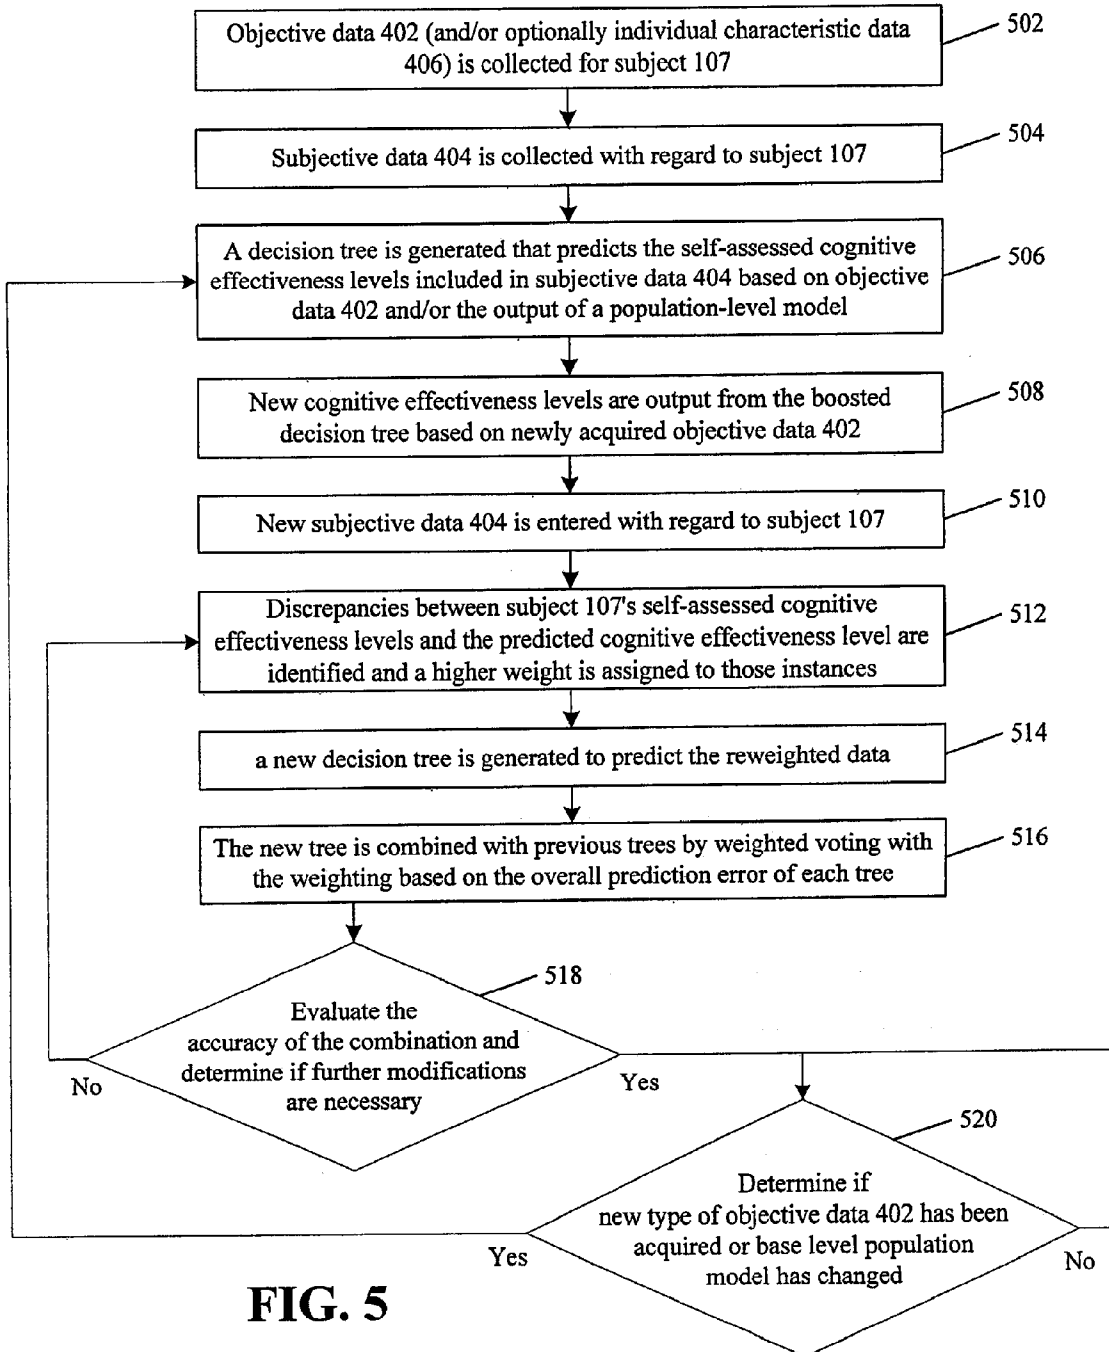 Objective data 402 (and/or optionally individual characteristic data
406) is collected for subject 107
502
Subjective data 404 is collected with regard to subject 107
504
A decision tree is generated that predicts the self-assessed cognitive
effectiveness levels included in subjective data 404 based on objective
data 402 and/or the output of a population-level model
506
New cognitive effectiveness levels are output from the boosted
decision tree based on newly acquired objective data 402
508
New subjective data 404 is entered with regard to subject 107
510
Discrepancies between subject 107's self-assessed cognitive
effectiveness levels and the predicted cognitive effectiveness level are
identified and a higher weight is assigned to those instances
512
a new decision tree is generated to predict the reweighted data
514
The new tree is combined with previous trees by weighted voting with
the weighting based on the overall prediction error of each tree
516
518
Evaluate the
accuracy of the combination and
determine if further modifications
are necessary
No
Yes
520
Determine if
new type of objective data 402 has been
acquired or base level population
model has changed
Yes
No
FIG. 5